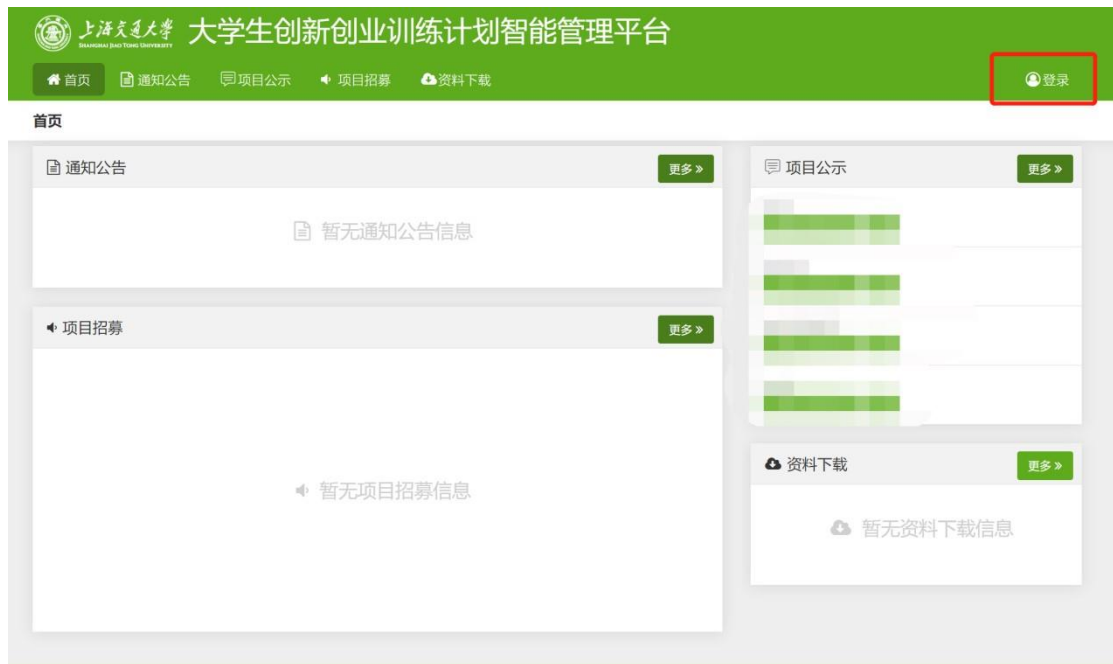 上海交通大学 大学生创新创业训练计划智能管理平台
SHANGHAI JIAO TONG UNIVERSITY
首页 通知公告 项目公示 项目招募 资料下载 登录
首页
通知公告 更多»
暂无通知公告信息
项目招募 更多»
暂无项目招募信息
项目公示 更多»
资料下载 更多»
暂无资料下载信息